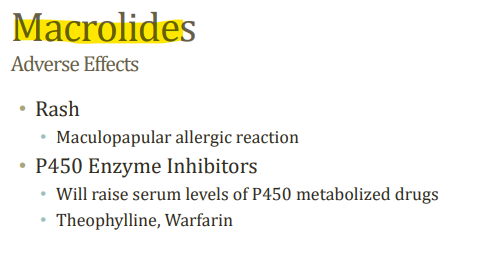 Macrolides
Adverse Effects
• Rash
• Maculopapular allergic reaction
• P450 Enzyme Inhibitors
• Will raise serum levels of P450 metabolized drugs
• Theophylline, Warfarin